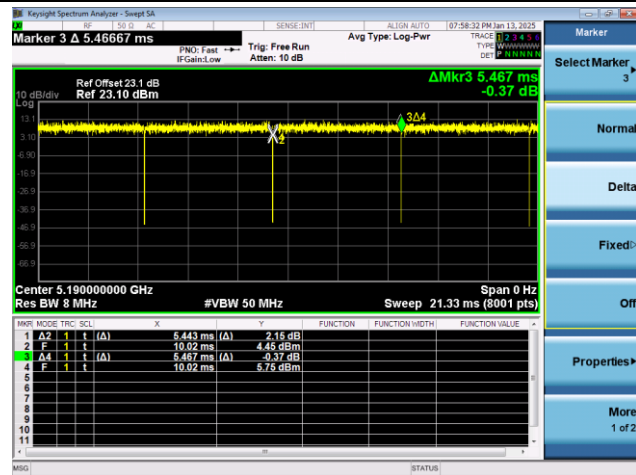 Keysight Spectrum Analyzer - Swept SA
RF 50 Ω AC SENSE:INT ALIGN AUTO 07:58:32 PM Jan 13, 2025
Marker 3 Δ 5.46667 ms
PNO: Fast Trig: Free Run
IFGain:Low Atten: 10 dB
Avg Type: Log-Pwr
TRACE 1 2 3 4 5 6
TYPE WWWWWW
DET P N N N N N
Marker
Select Marker
3
Normal
Delta
Fixed
Off
Properties
More
1 of 2
Ref Offset 23.1 dB
10 dB/div Ref 23.10 dBm
Log
ΔMkr3 5.467 ms
-0.37 dB
13.1
3.10
-6.90
-16.9
-26.9
-36.9
-46.9
-56.9
-66.9
2
3Δ4
Center 5.190000000 GHz Span 0 Hz
Res BW 8 MHz #VBW 50 MHz Sweep 21.33 ms (8001 pts)
MKR MODE TRC SCL X Y FUNCTION FUNCTION WIDTH FUNCTION VALUE
1 Δ2 1 t (Δ) 5.443 ms (Δ) 2.15 dB
2 F 1 t 10.02 ms 4.45 dBm
3 Δ4 1 t (Δ) 5.467 ms (Δ) -0.37 dB
4 F 1 t 10.02 ms 5.75 dBm
5
6
7
8
9
10
11
MSG STATUS